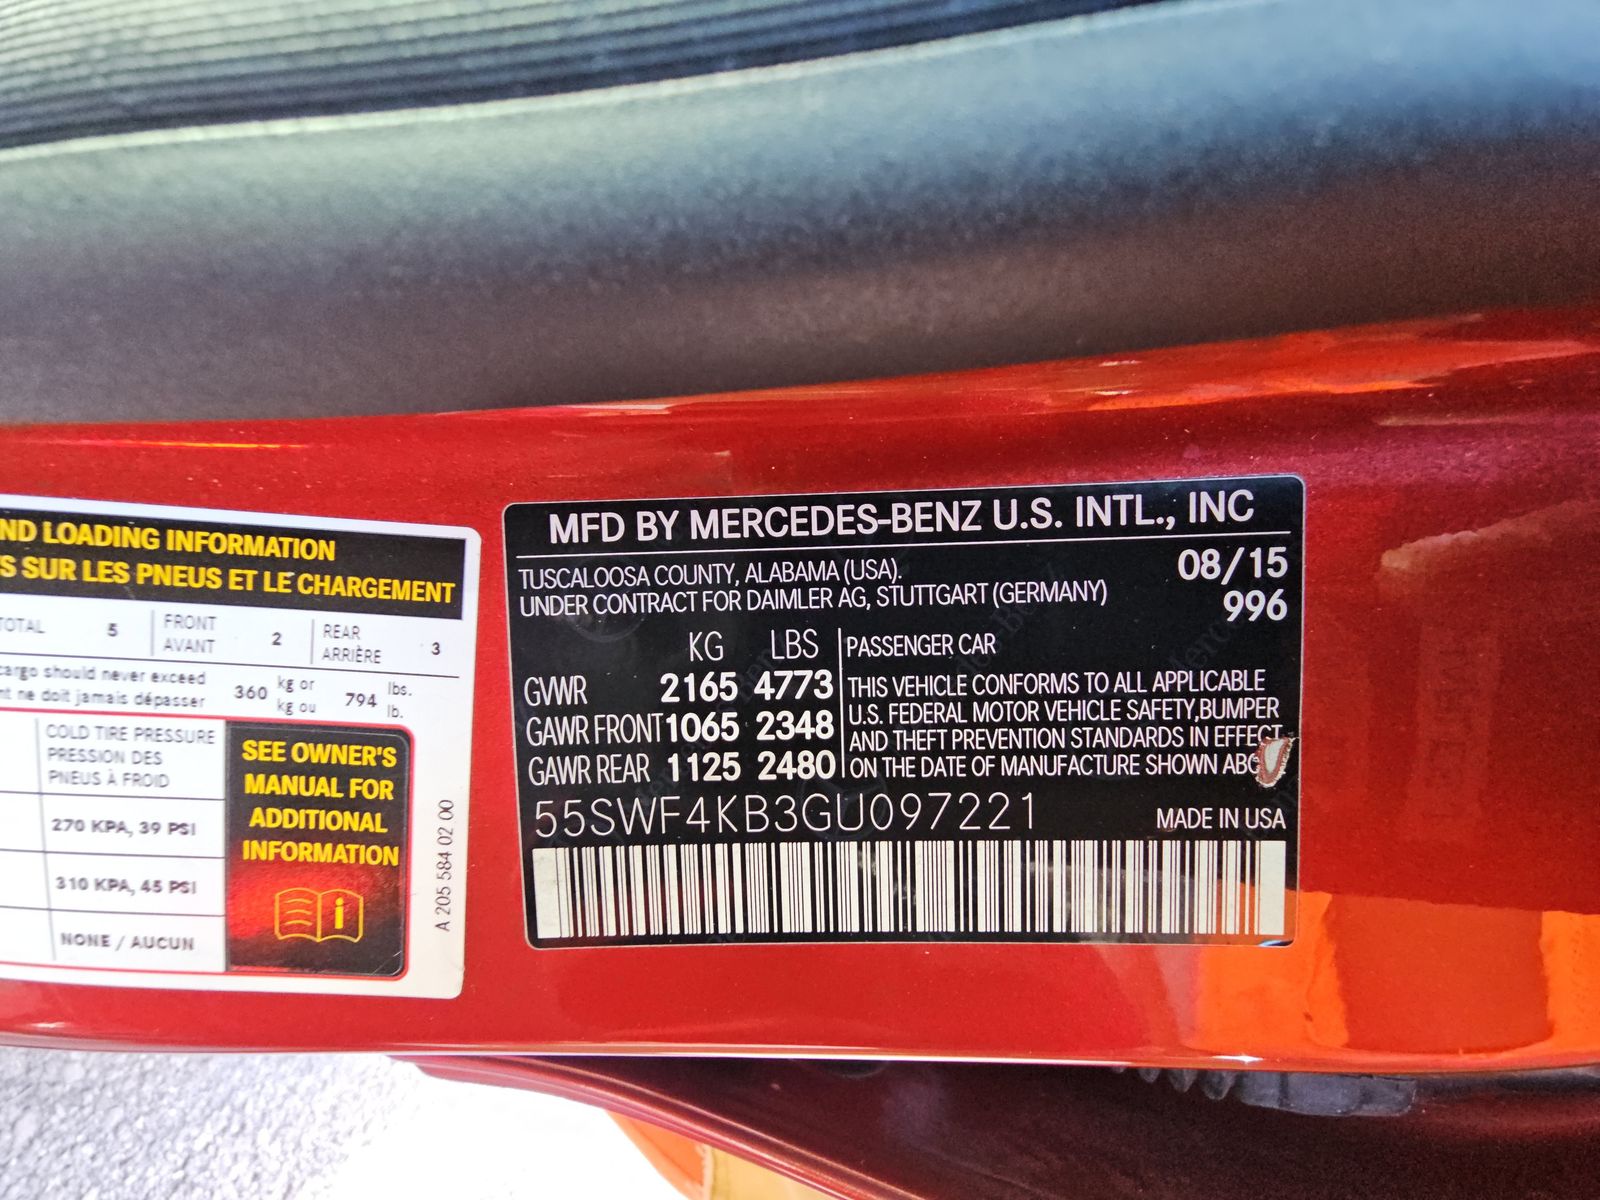 ND LOADING INFORMATION
S SUR LES PNEUS ET LE CHARGEMENT
TOTAL 5 FRONT AVANT 2 REAR ARRIÈRE 3
cargo should never exceed 360 kg or 794 lbs.
nt ne doit jamais dépasser kg ou lb.
COLD TIRE PRESSURE
PRESSION DES
PNEUS À FROID
270 KPA, 39 PSI
310 KPA, 45 PSI
NONE / AUCUN
SEE OWNER'S
MANUAL FOR
ADDITIONAL
INFORMATION
A 205 584 02 00
MFD BY MERCEDES-BENZ U.S. INTL., INC
TUSCALOOSA COUNTY, ALABAMA (USA). 08/15
UNDER CONTRACT FOR DAIMLER AG, STUTTGART (GERMANY) 996
KG LBS
GVWR 2165 4773
GAWR FRONT 1065 2348
GAWR REAR 1125 2480
PASSENGER CAR
THIS VEHICLE CONFORMS TO ALL APPLICABLE
U.S. FEDERAL MOTOR VEHICLE SAFETY,BUMPER
AND THEFT PREVENTION STANDARDS IN EFFECT
ON THE DATE OF MANUFACTURE SHOWN ABO
55SWF4KB3GU097221 MADE IN USA